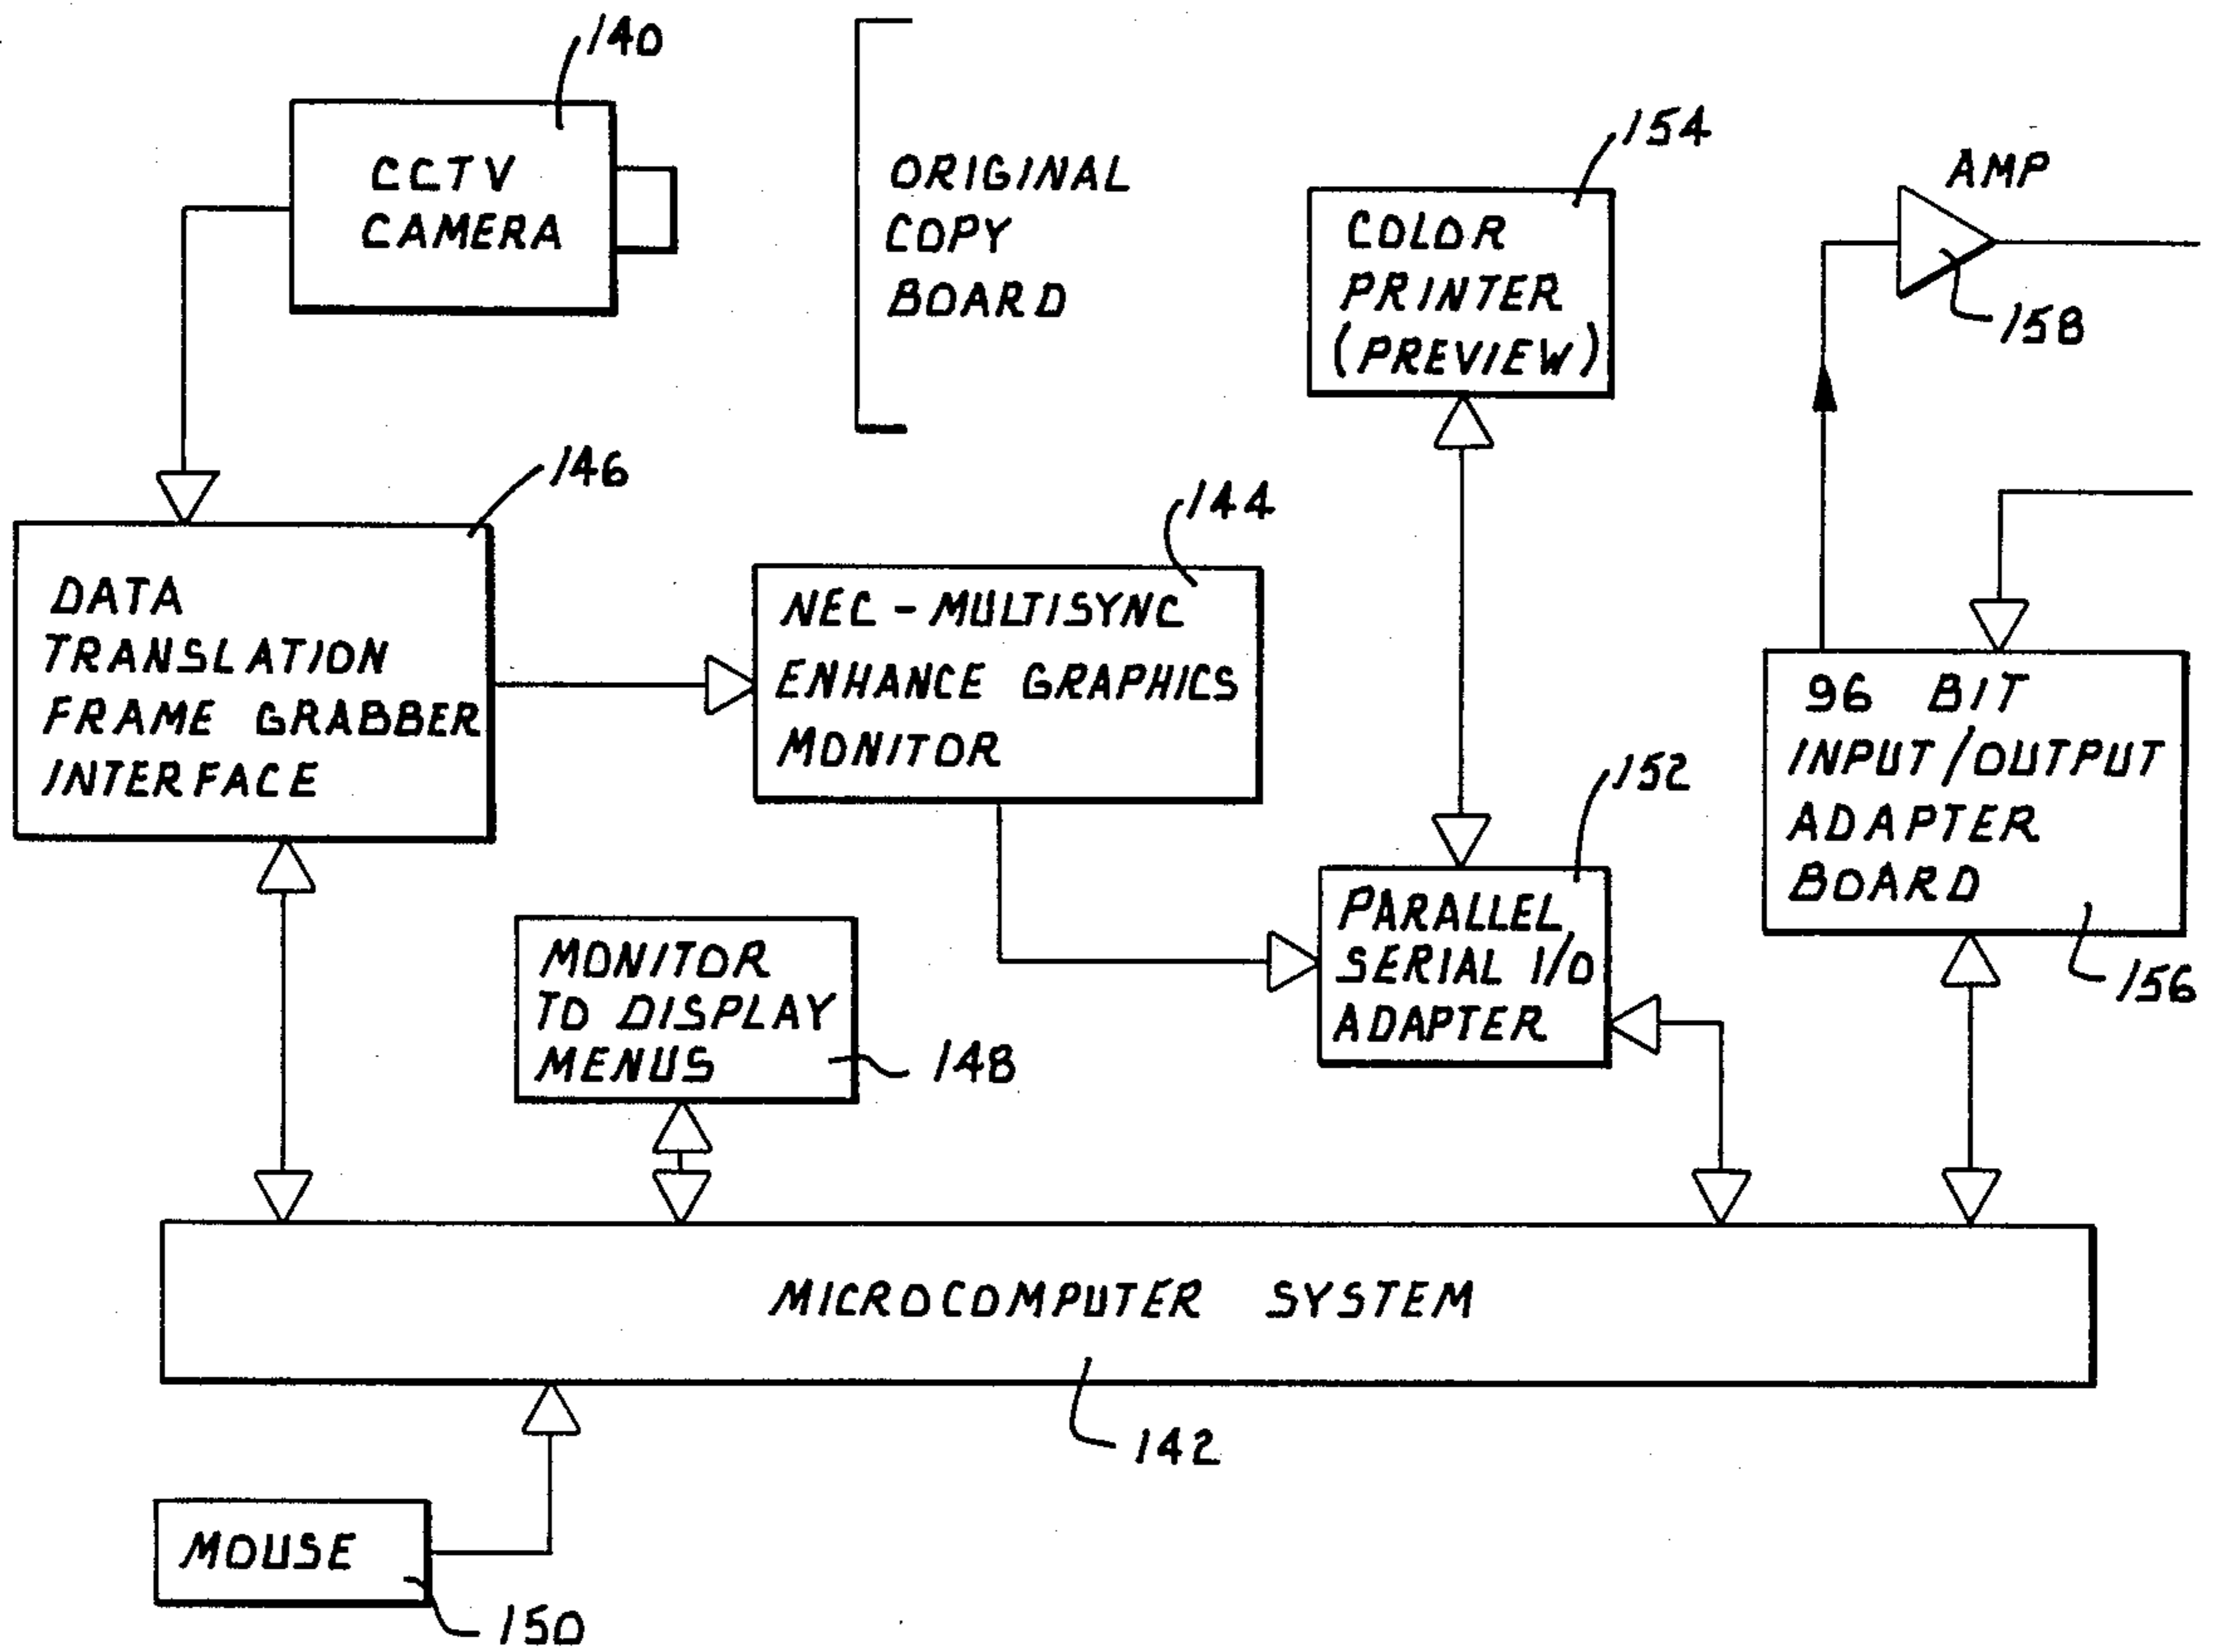 140
CCTV
CAMERA
ORIGINAL
COPY
BOARD
154
COLOR
PRINTER
(PREVIEW)
AMP
158
146
DATA
TRANSLATION
FRAME GRABBER
INTERFACE
144
NEC - MULTISYNC
ENHANCE GRAPHICS
MONITOR
152
PARALLEL
SERIAL I/O
ADAPTER
96 BIT
INPUT/OUTPUT
ADAPTER
BOARD
156
MONITOR
TO DISPLAY
MENUS
148
MICROCOMPUTER SYSTEM
142
MOUSE
150